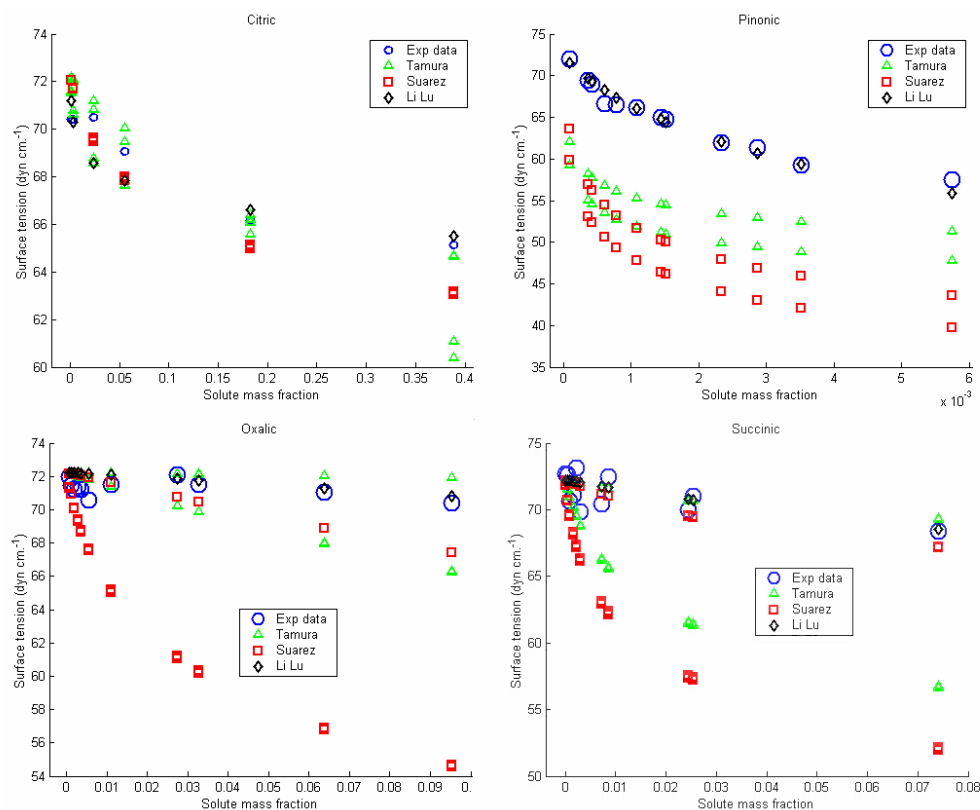 Citric
Surface tension (dyn cm.-1)
74
72
70
68
66
64
62
60
0
0.05
0.1
0.15
0.2
0.25
0.3
0.35
0.4
Solute mass fraction
Exp data
Tamura
Suarez
Li Lu
Pinonic
Surface tension (dyn cm.-1)
75
70
65
60
55
50
45
40
35
0
1
2
3
4
5
6
x 10-3
Solute mass fraction
Exp data
Tamura
Suarez
Li Lu
Oxalic
Surface tension (dyn cm.-1)
74
72
70
68
66
64
62
60
58
56
54
0
0.01
0.02
0.03
0.04
0.05
0.06
0.07
0.08
0.09
0.1
Solute mass fraction
Exp data
Tamura
Suarez
Li Lu
Succinic
Surface tension (dyn cm.-1)
75
70
65
60
55
50
0
0.01
0.02
0.03
0.04
0.05
0.06
0.07
0.08
Solute mass fraction
Exp data
Tamura
Suarez
Li Lu